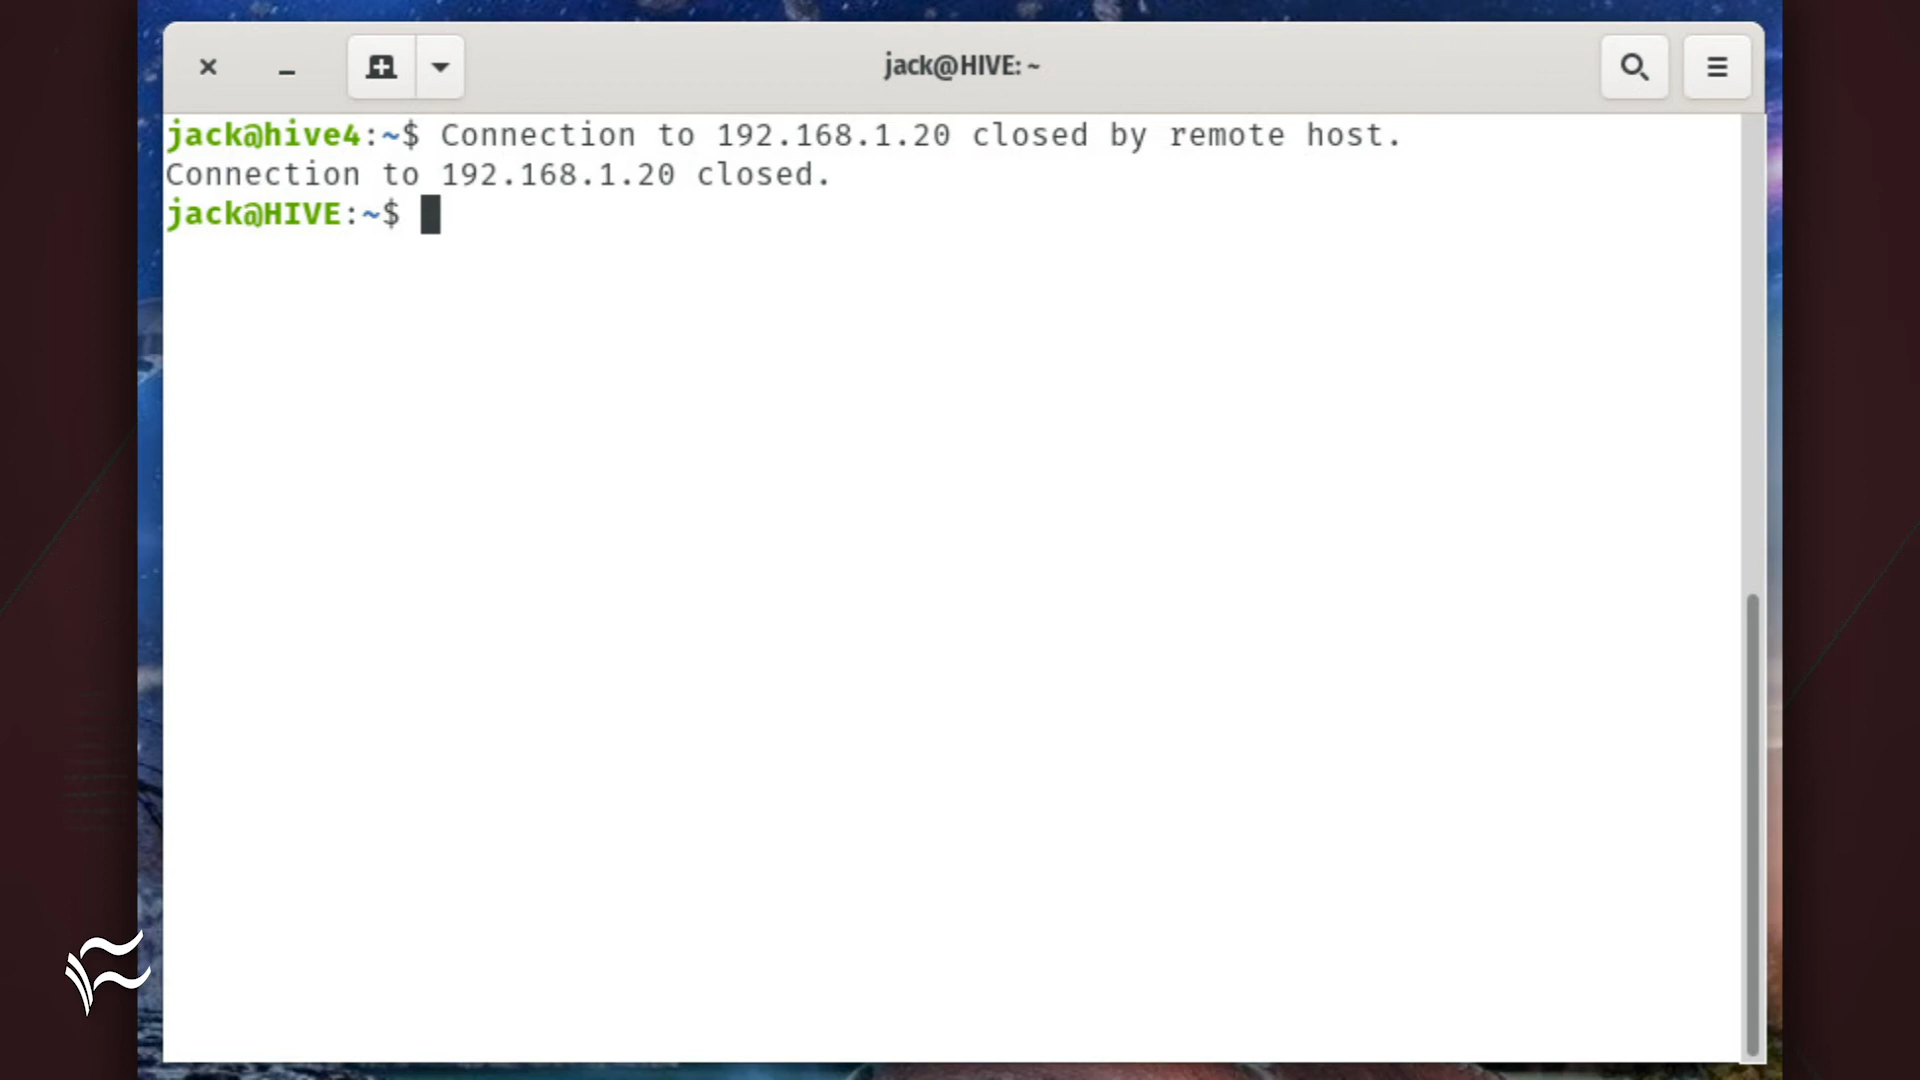 jack@HIVE: ~
jack@hive4:~$ Connection to 192.168.1.20 closed by remote host.
Connection to 192.168.1.20 closed.
jack@HIVE:~$